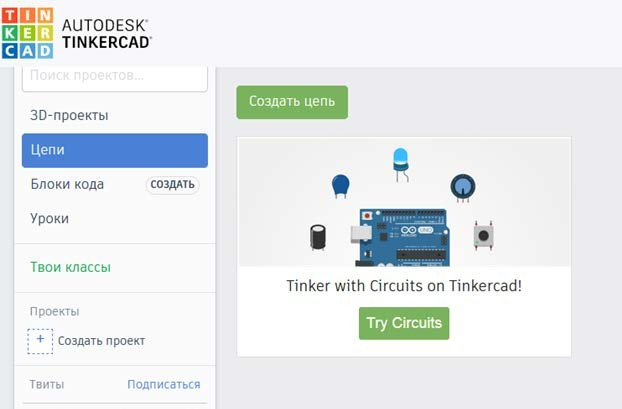 TIN
KER
CAD
AUTODESK®
TINKERCAD®
Поиск проектов...
3D-проекты
Цепи
Блоки кода
СОЗДАТЬ
Уроки
Твои классы
Проекты
+ Создать проект
Твиты
Подписаться
Создать цепь
ARDUINO
UNO
Tinker with Circuits on Tinkercad!
Try Circuits